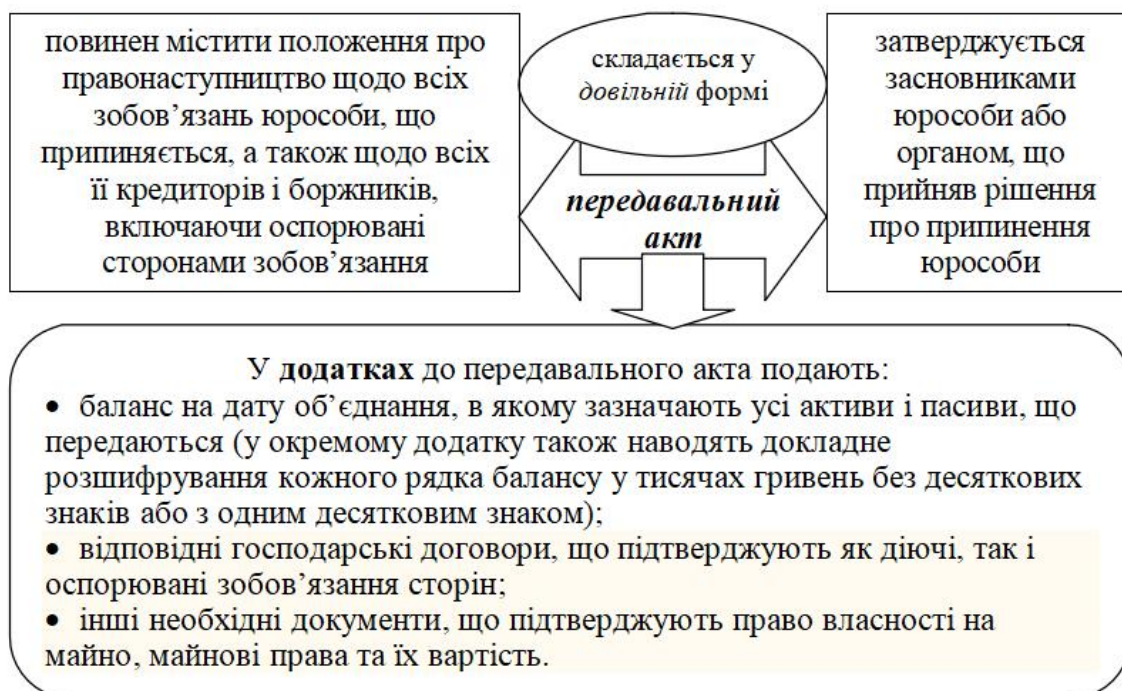 повинен містити положення про
правонаступництво щодо всіх
зобов’язань юрособи, що
припиняється, а також щодо всіх
її кредиторів і боржників,
включаючи оспорювані
сторонами зобов’язання
складається у
довільній формі
передавальний
акт
затверджується
засновниками
юрособи або
органом, що
прийняв рішення
про припинення
юрособи
У додатках до передавального акта подають:
• баланс на дату об’єднання, в якому зазначають усі активи і пасиви, що
передаються (у окремому додатку також наводять докладне
розшифрування кожного рядка балансу у тисячах гривень без десяткових
знаків або з одним десятковим знаком);
• відповідні господарські договори, що підтверджують як діючі, так і
оспорювані зобов’язання сторін;
• інші необхідні документи, що підтверджують право власності на
майно, майнові права та їх вартість.